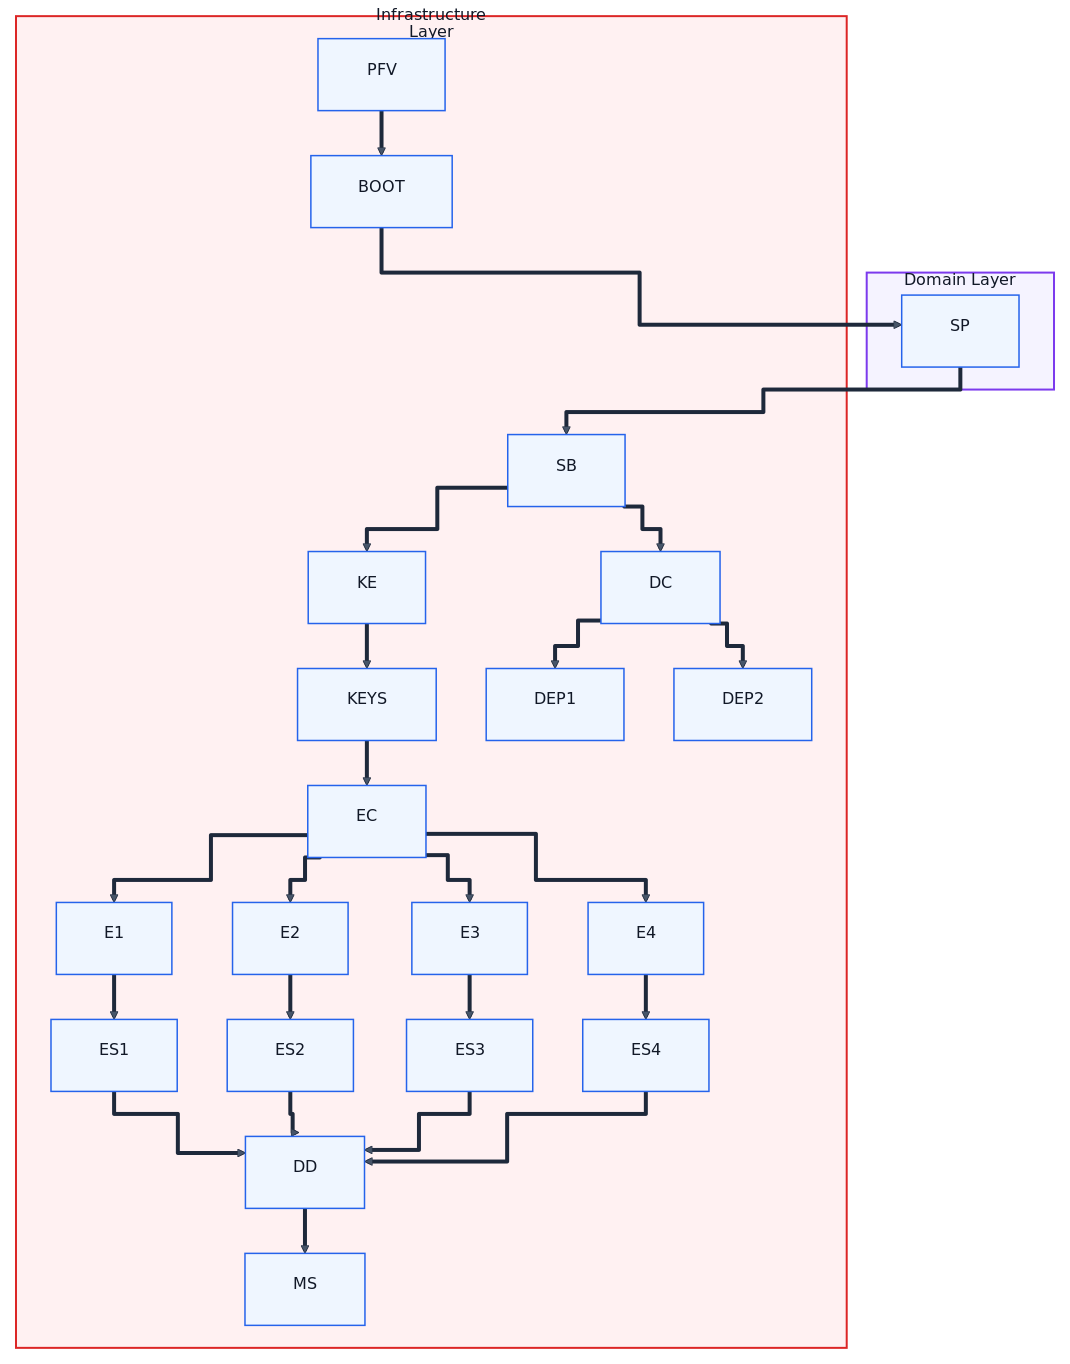 Infrastructure
Layer
PFV
BOOT
Domain Layer
SP
SB
KE
DC
KEYS
DEP1
DEP2
EC
E1
E2
E3
E4
ES1
ES2
ES3
ES4
DD
MS